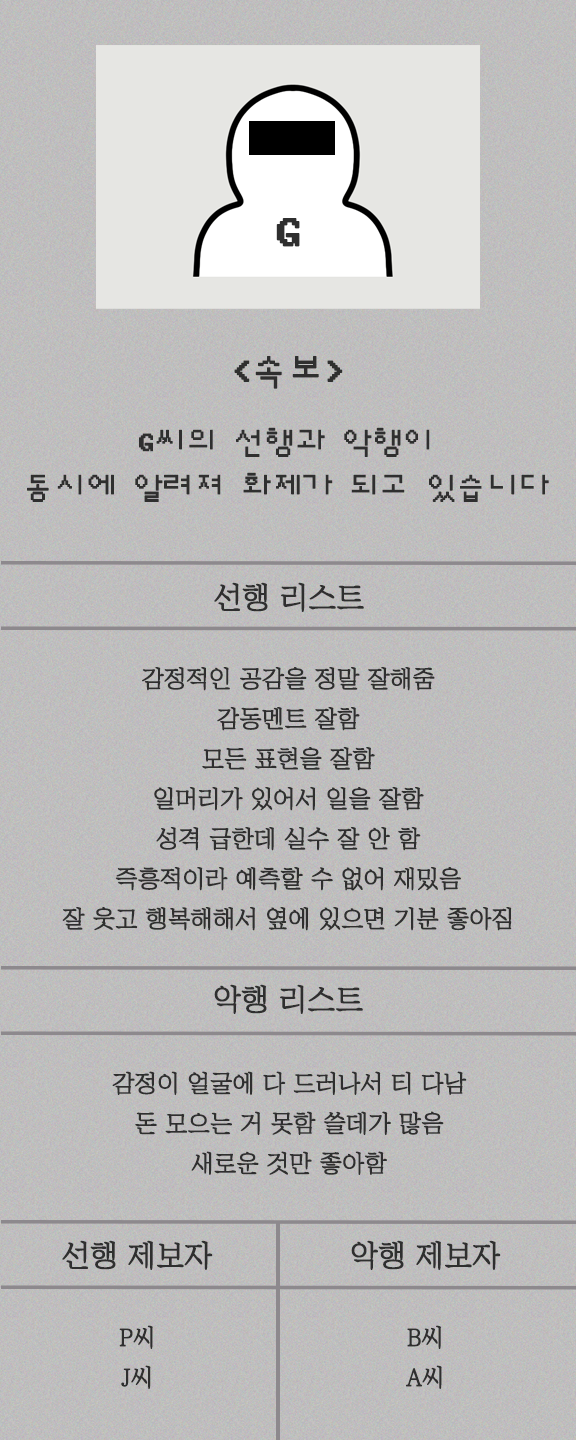 G
<속보>
G씨의 선행과 악행이
동시에 알려져 화제가 되고 있습니다
선행 리스트
감정적인 공감을 정말 잘해줌
감동멘트 잘함
모든 표현을 잘함
일머리가 있어서 일을 잘함
성격 급한데 실수 잘 안 함
즉흥적이라 예측할 수 없어 재밌음
잘 웃고 행복해해서 옆에 있으면 기분 좋아짐
악행 리스트
감정이 얼굴에 다 드러나서 티 다남
돈 모으는 거 못함 쓸데가 많음
새로운 것만 좋아함
선행 제보자 악행 제보자
P씨 B씨
J씨 A씨